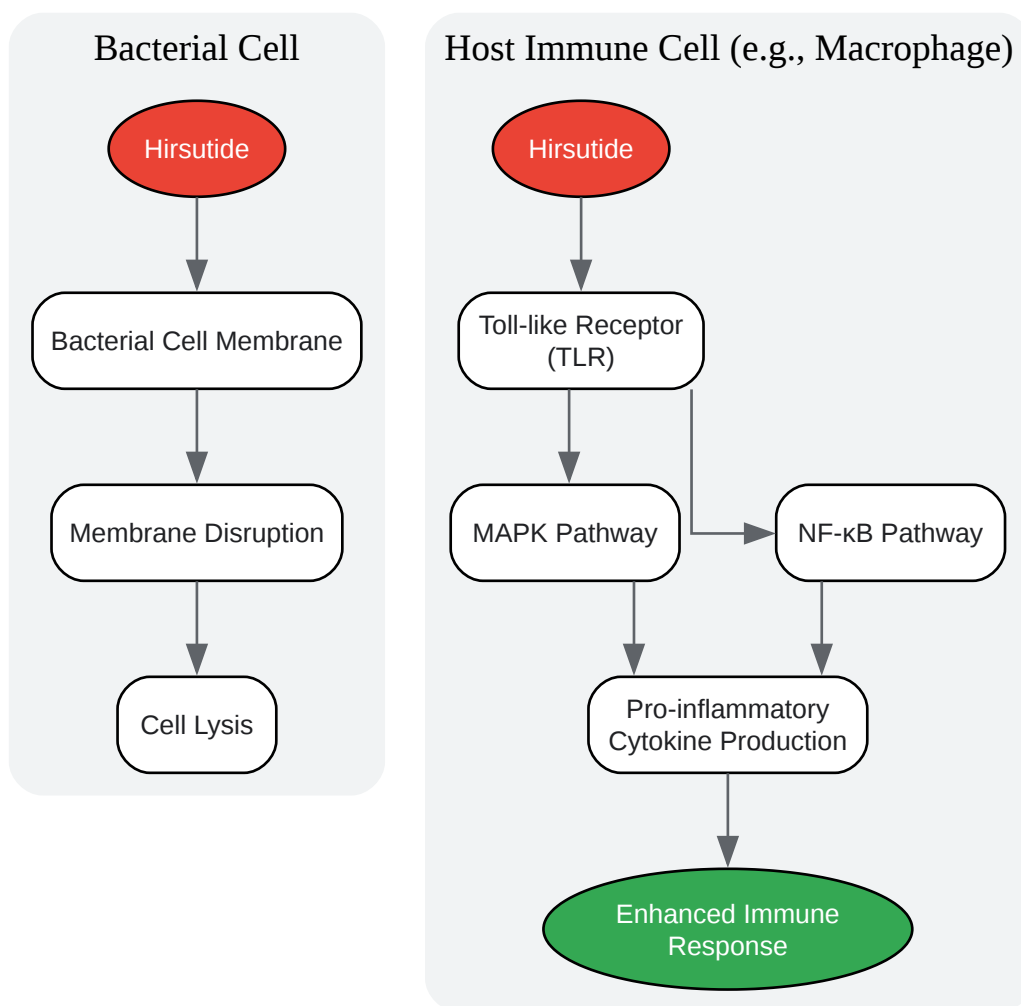 Bacterial Cell
Hirsutide
Bacterial Cell Membrane
Membrane Disruption
Cell Lysis
Host Immune Cell (e.g., Macrophage)
Hirsutide
Toll-like Receptor
(TLR)
MAPK Pathway
NF-κB Pathway
Pro-inflammatory
Cytokine Production
Enhanced Immune
Response